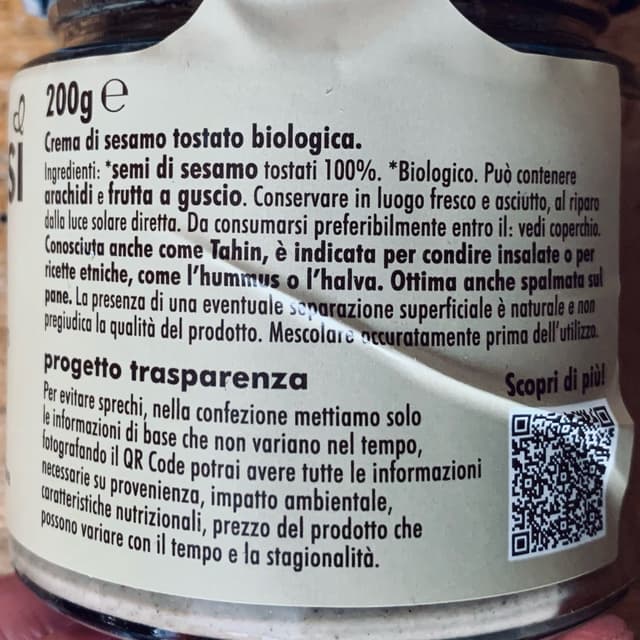 SI
200g ℮
Crema di sesamo tostato biologica.
Ingredienti: *semi di sesamo tostati 100%. *Biologico. Può contenere
arachidi e frutta a guscio. Conservare in luogo fresco e asciutto, al riparo
dalla luce solare diretta. Da consumarsi preferibilmente entro il: vedi coperchio.
Conosciuta anche come Tahin, è indicata per condire insalate o per
ricette etniche, come l'hummus o l'halva. Ottima anche spalmata sul
pane. La presenza di una eventuale separazione superficiale è naturale e non
pregiudica la qualità del prodotto. Mescolare accuratamente prima dell'utilizzo.
progetto trasparenza
Per evitare sprechi, nella confezione mettiamo solo
le informazioni di base che non variano nel tempo,
fotografando il QR Code potrai avere tutte le informazioni
necessarie su provenienza, impatto ambientale,
caratteristiche nutrizionali, prezzo del prodotto che
possono variare con il tempo e la stagionalità.
Scopri di più!